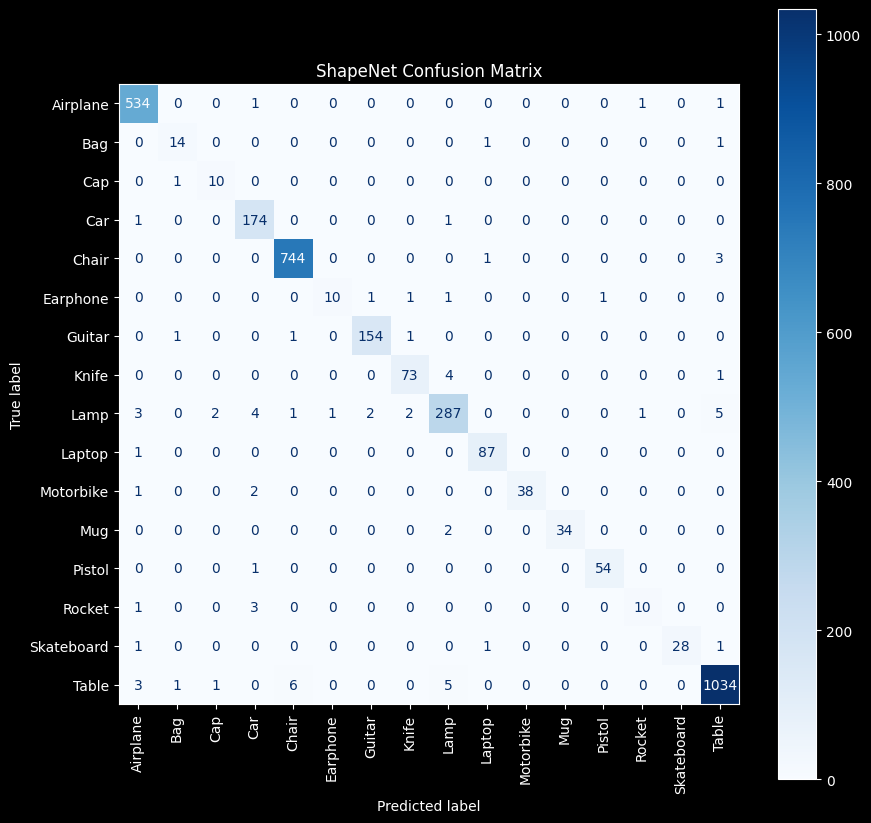 ShapeNet Confusion Matrix
1000
Airplane 534 0 0 1 0 0 0 0 0 0 0 0 0 1 0 1
Bag 0 14 0 0 0 0 0 0 0 1 0 0 0 0 0 1
Cap 0 1 10 0 0 0 0 0 0 0 0 0 0 0 0 0
800
Car 1 0 0 174 0 0 0 0 1 0 0 0 0 0 0 0
Chair 0 0 0 0 744 0 0 0 0 1 0 0 0 0 0 3
Earphone 0 0 0 0 0 10 1 1 1 0 0 0 1 0 0 0
600
Guitar 0 1 0 0 1 0 154 1 0 0 0 0 0 0 0 0
Knife 0 0 0 0 0 0 0 73 4 0 0 0 0 0 0 1
True label
Lamp 3 0 2 4 1 1 2 2 287 0 0 0 0 1 0 5
Laptop 1 0 0 0 0 0 0 0 0 87 0 0 0 0 0 0
400
Motorbike 1 0 0 2 0 0 0 0 0 0 38 0 0 0 0 0
Mug 0 0 0 0 0 0 0 0 2 0 0 34 0 0 0 0
Pistol 0 0 0 1 0 0 0 0 0 0 0 0 54 0 0 0
Rocket 1 0 0 3 0 0 0 0 0 0 0 0 0 10 0 0
200
Skateboard 1 0 0 0 0 0 0 0 0 1 0 0 0 0 28 1
Table 3 1 1 0 6 0 0 0 5 0 0 0 0 0 0 1034
0
Airplane Bag Cap Car Chair Earphone Guitar Knife Lamp Laptop Motorbike Mug Pistol Rocket Skateboard Table
Predicted label